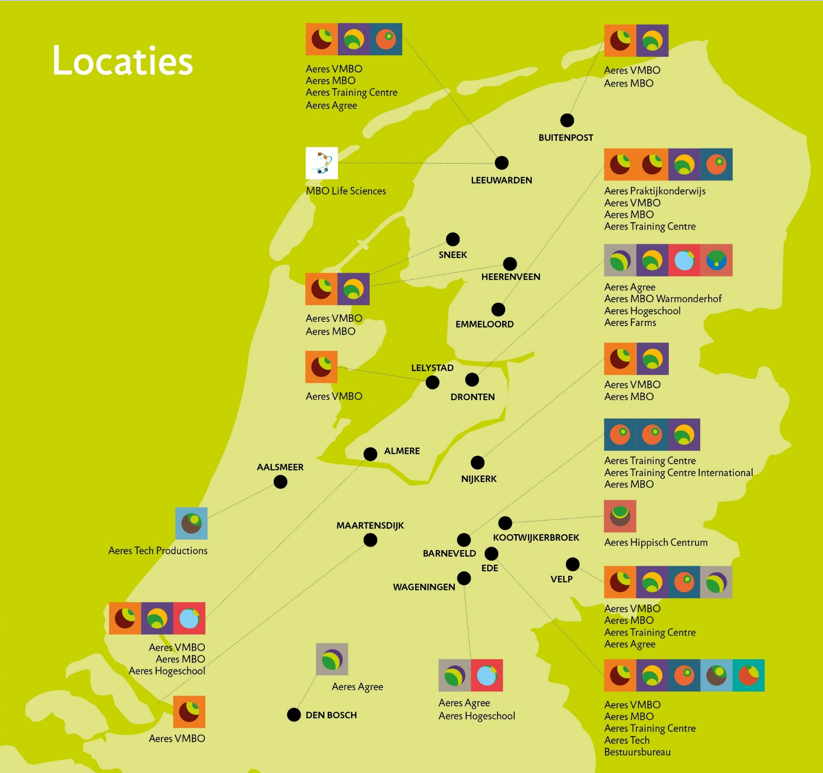 Locaties
Aeres VMBO
Aeres MBO
Aeres Training Centre
Aeres Agree
Aeres VMBO
Aeres MBO
BUITENPOST
LEEUWARDEN
MBO Life Sciences
Aeres Praktijkonderwijs
Aeres VMBO
Aeres MBO
Aeres Training Centre
SNEEK
HEERENVEEN
Aeres VMBO
Aeres MBO
EMMELOORD
Aeres Agree
Aeres MBO Warmonderhof
Aeres Hogeschool
Aeres Farms
LELYSTAD
DRONTEN
Aeres VMBO
Aeres VMBO
Aeres MBO
ALMERE
AALSMEER
NIJKERK
Aeres Training Centre
Aeres Training Centre International
Aeres MBO
MAARTENSDIJK
KOOTWIJKERBROEK
Aeres Tech Productions
BARNEVELD
Aeres Hippisch Centrum
EDE
WAGENINGEN
VELP
Aeres VMBO
Aeres MBO
Aeres Training Centre
Aeres Agree
Aeres VMBO
Aeres MBO
Aeres Hogeschool
Aeres Agree
Aeres Agree
Aeres Hogeschool
DEN BOSCH
Aeres VMBO
Aeres VMBO
Aeres MBO
Aeres Training Centre
Aeres Tech
Bestuursbureau